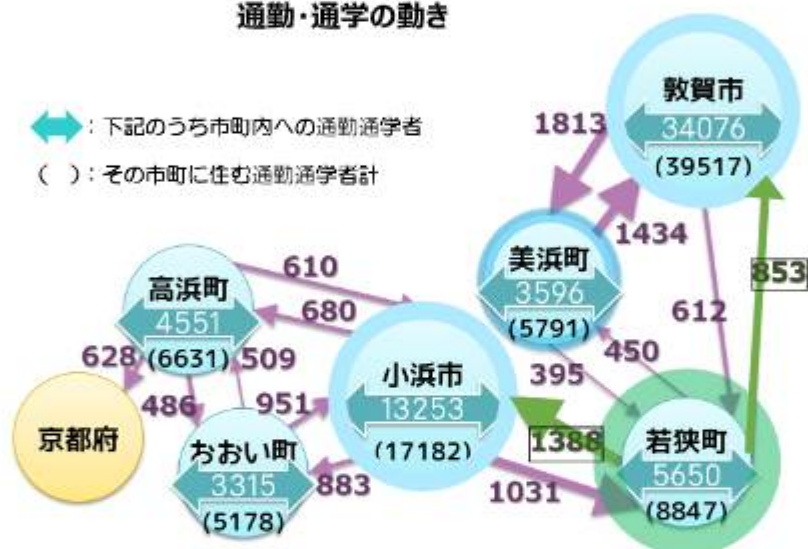 通勤・通学の動き
：下記のうち市町内への通勤通学者
( )：その市町に住む通勤通学者計
敦賀市
34076
(39517)
1813
1434
美浜町
3596
(5791)
853
612
450
395
610
高浜町
4551
(6631)
680
628
509
486
951
小浜市
13253
(17182)
京都府
おおい町
3315
(5178)
883
1388
1031
若狭町
5650
(8847)